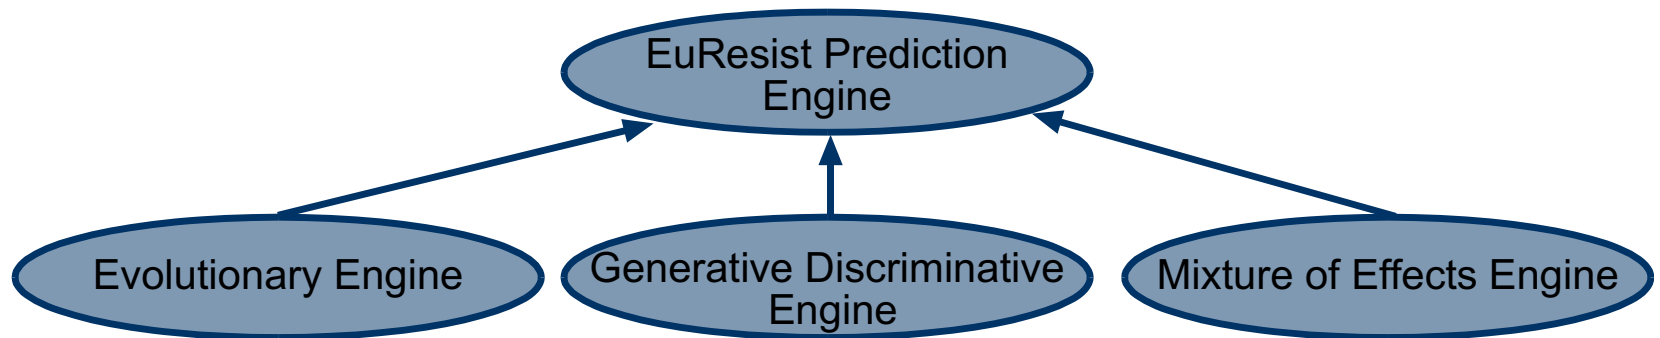 EuResist Prediction
Engine
Evolutionary Engine
Generative Discriminative
Engine
Mixture of Effects Engine